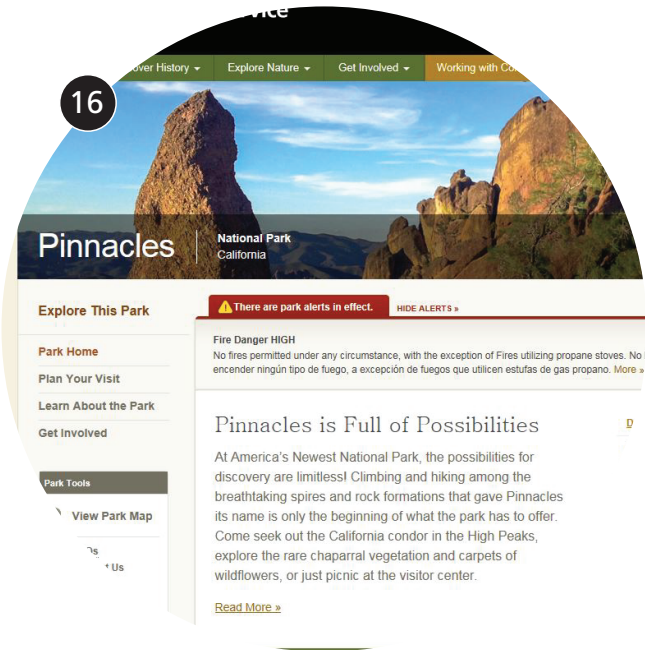 Explore Nature
Get Involved
Working with
16
Pinnacles
National Park
California
Explore This Park
There are park alerts in effect.
HIDE ALERTS »
Park Home
Plan Your Visit
Learn About the Park
Get Involved
Fire Danger HIGH
No fires permitted under any circumstance, with the exception of Fires utilizing propane stoves. No
encender ningún tipo de fuego, a excepción de fuegos que utilicen estufas de gas propano. More »
Pinnacles is Full of Possibilities
At America's Newest National Park, the possibilities for
discovery are limitless! Climbing and hiking among the
breathtaking spires and rock formations that gave Pinnacles
its name is only the beginning of what the park has to offer.
Come seek out the California condor in the High Peaks,
explore the rare chaparral vegetation and carpets of
wildflowers, or just picnic at the visitor center.
Read More »
Park Tools
View Park Map
Us